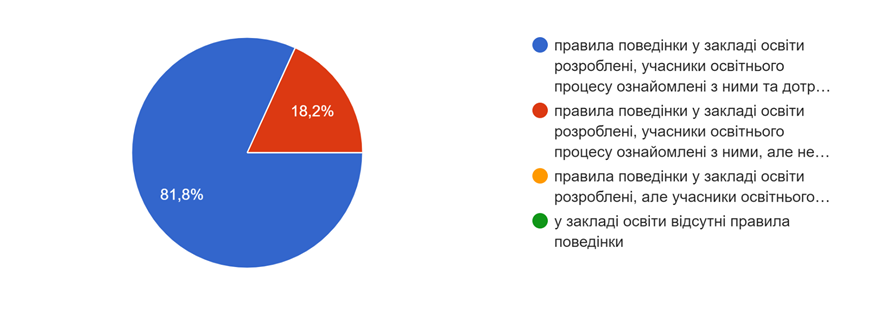 18,2%
81,8%
правила поведінки у закладі освіти
розроблені, учасники освітнього
процесу ознайомлені з ними та дотр…
правила поведінки у закладі освіти
розроблені, учасники освітнього
процесу ознайомлені з ними, але не…
правила поведінки у закладі освіти
розроблені, але учасники освітнього…
у закладі освіти відсутні правила
поведінки